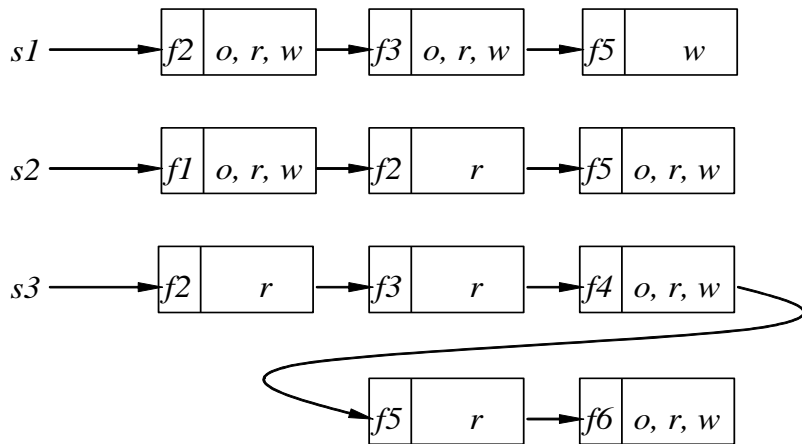 s1 f2 o, r, w f3 o, r, w f5 w
s2 f1 o, r, w f2 r f5 o, r, w
s3 f2 r f3 r f4 o, r, w
f5 r f6 o, r, w